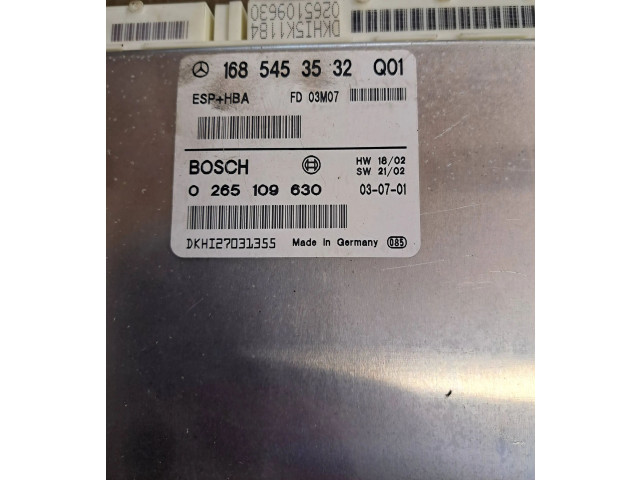 DKHI5K1184
0265109630
168 545 35 32 Q01
ESP+HBA FD 03M07
BOSCH HW 18/02
SW 21/02
0 265 109 630 03-07-01
DKHI27031355 Made in Germany 085